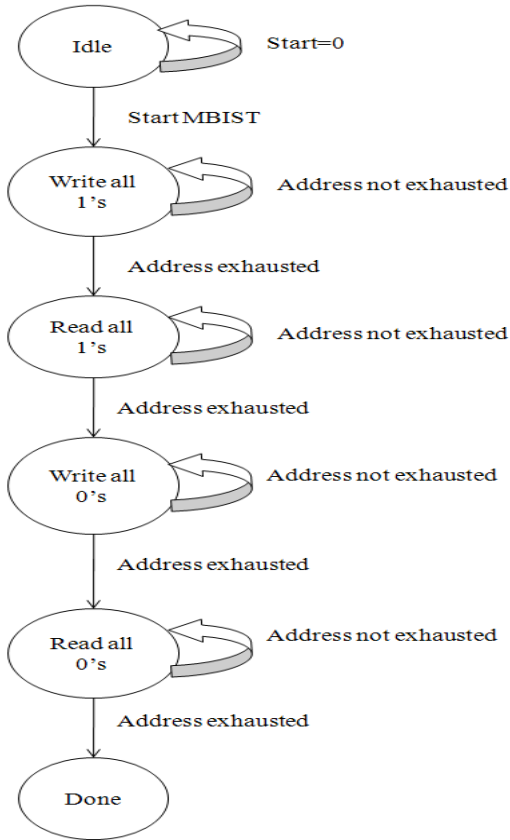 Idle
Start=0
Start MBIST
Write all
1's
Address not exhausted
Address exhausted
Read all
1's
Address not exhausted
Address exhausted
Write all
0's
Address not exhausted
Address exhausted
Read all
0's
Address not exhausted
Address exhausted
Done